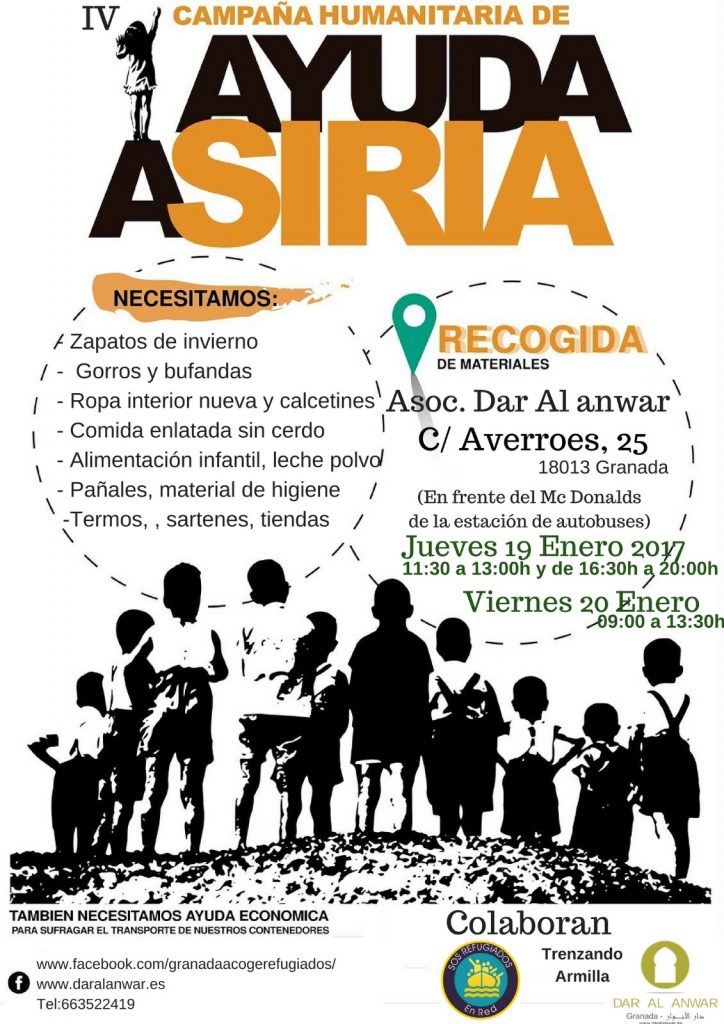 IV CAMPAÑA HUMANITARIA DE
AYUDA
A SIRIA
NECESITAMOS:
- Zapatos de invierno
- Gorros y bufandas
- Ropa interior nueva y calcetines
- Comida enlatada sin cerdo
- Alimentación infantil, leche polvo
- Pañales, material de higiene
-Termos, , sartenes, tiendas
RECOGIDA
DE MATERIALES
Asoc. Dar Al anwar
C/ Averroes, 25
18013 Granada
(En frente del Mc Donalds
de la estación de autobuses)
Jueves 19 Enero 2017
11:30 a 13:00h y de 16:30h a 20:00h
Viernes 20 Enero
09:00 a 13:30h
TAMBIEN NECESITAMOS AYUDA ECONOMICA
PARA SUFRAGAR EL TRANSPORTE DE NUESTROS CONTENEDORES
www.facebook.com/granadaacogerefugiados/
www.daralanwar.es
Tel:663522419
Colaboran
SOS REFUGIADOS
En Red
Trenzando
Armilla
DAR AL ANWAR
Granada - دار الأنـوار
www.daralanwar.es